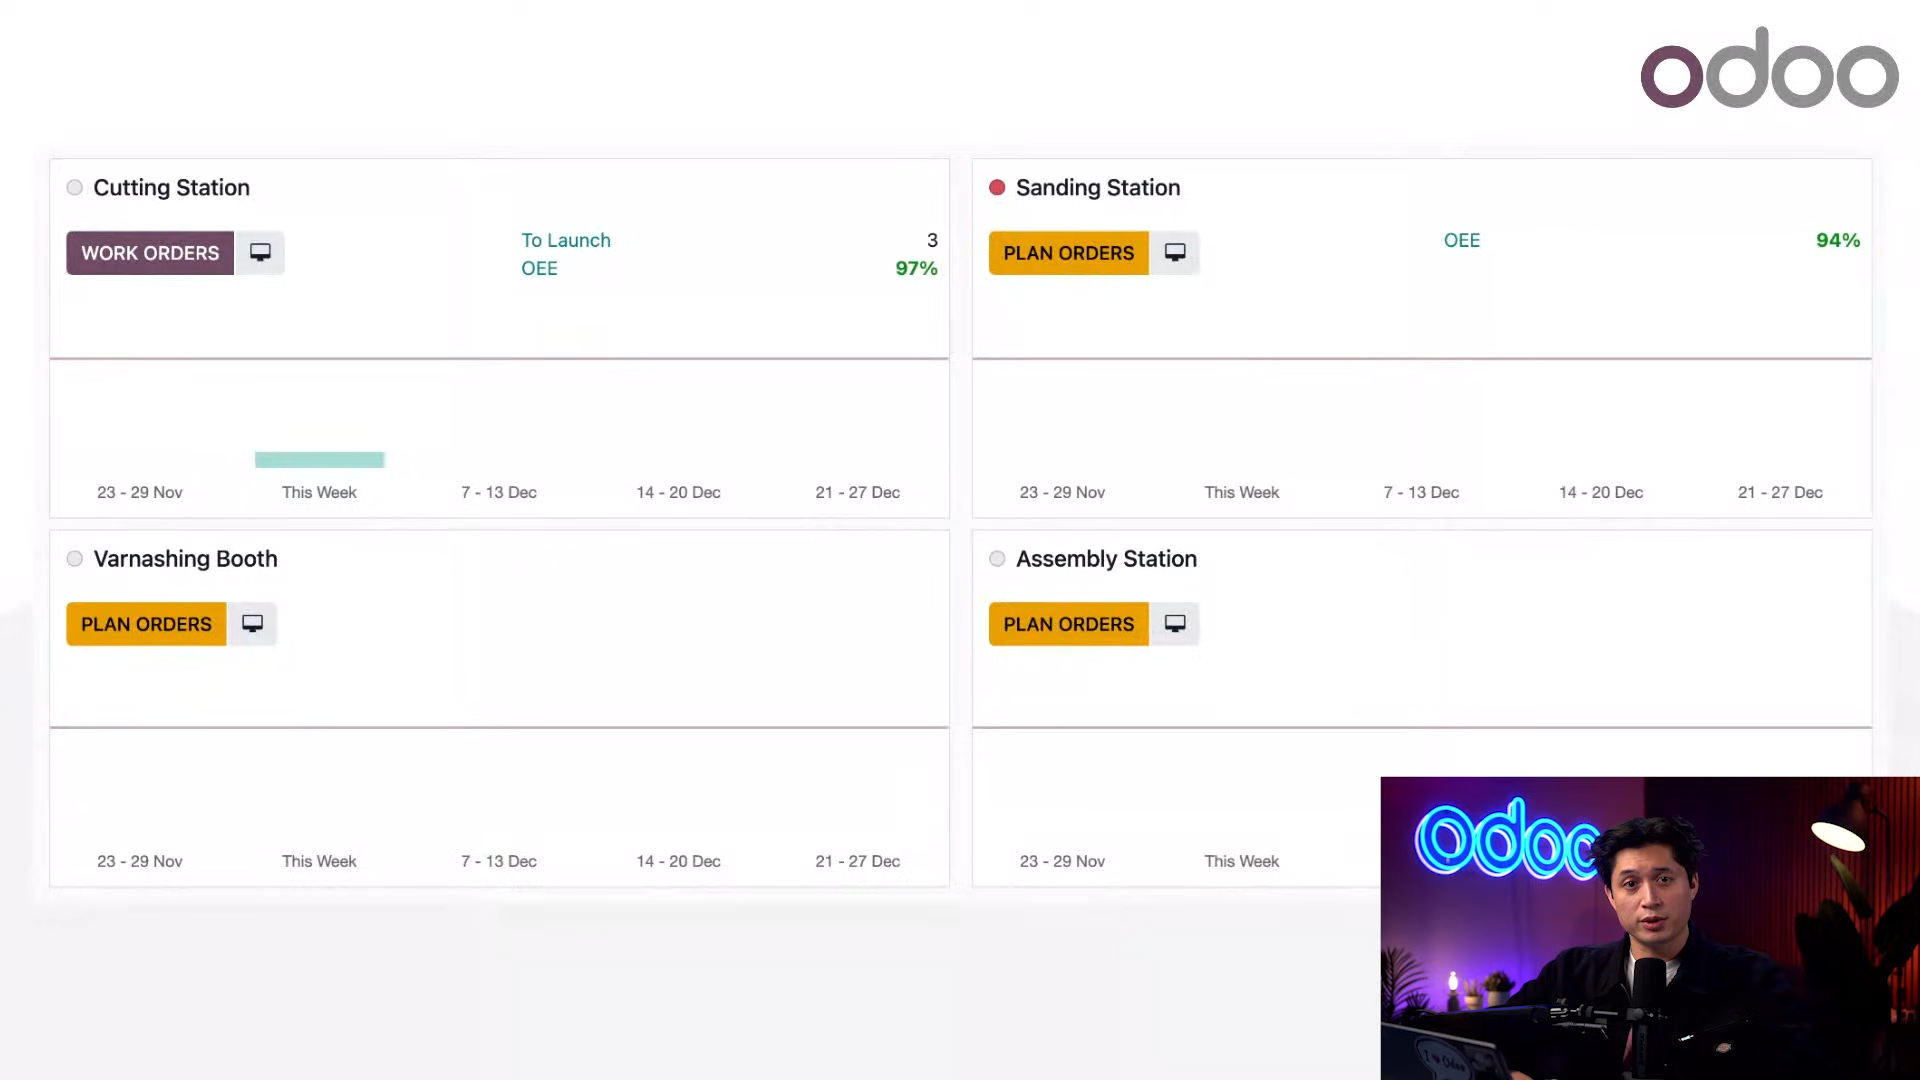 odoo
Cutting Station
WORK ORDERS
To Launch 3
OEE 97%
23 - 29 Nov This Week 7 - 13 Dec 14 - 20 Dec 21 - 27 Dec
Sanding Station
PLAN ORDERS
OEE 94%
23 - 29 Nov This Week 7 - 13 Dec 14 - 20 Dec 21 - 27 Dec
Varnashing Booth
PLAN ORDERS
23 - 29 Nov This Week 7 - 13 Dec 14 - 20 Dec 21 - 27 Dec
Assembly Station
PLAN ORDERS
23 - 29 Nov This Week
odoo